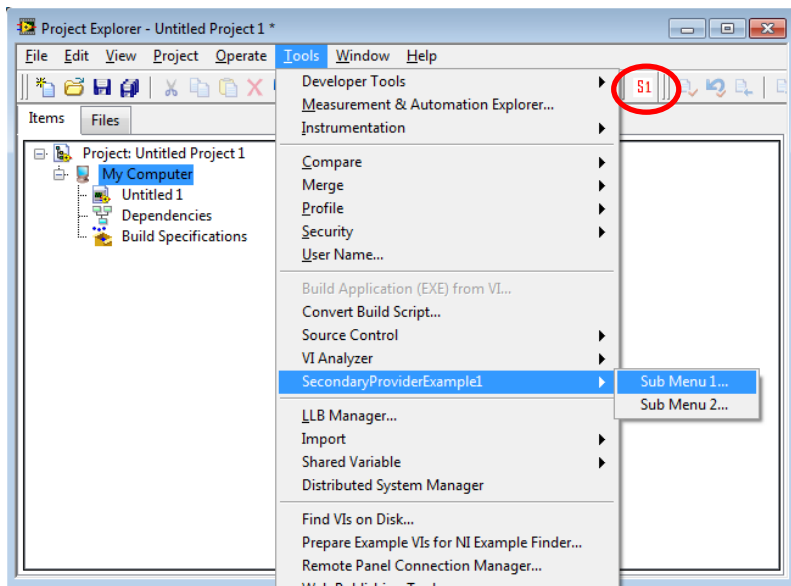 Project Explorer - Untitled Project 1 *
File Edit View Project Operate Tools Window Help
S1
Items Files
Project: Untitled Project 1
My Computer
Untitled 1
Dependencies
Build Specifications
Developer Tools
Measurement & Automation Explorer...
Instrumentation
Compare
Merge
Profile
Security
User Name...
Build Application (EXE) from VI...
Convert Build Script...
Source Control
VI Analyzer
SecondaryProviderExample1
Sub Menu 1...
Sub Menu 2...
LLB Manager...
Import
Shared Variable
Distributed System Manager
Find VIs on Disk...
Prepare Example VIs for NI Example Finder...
Remote Panel Connection Manager...